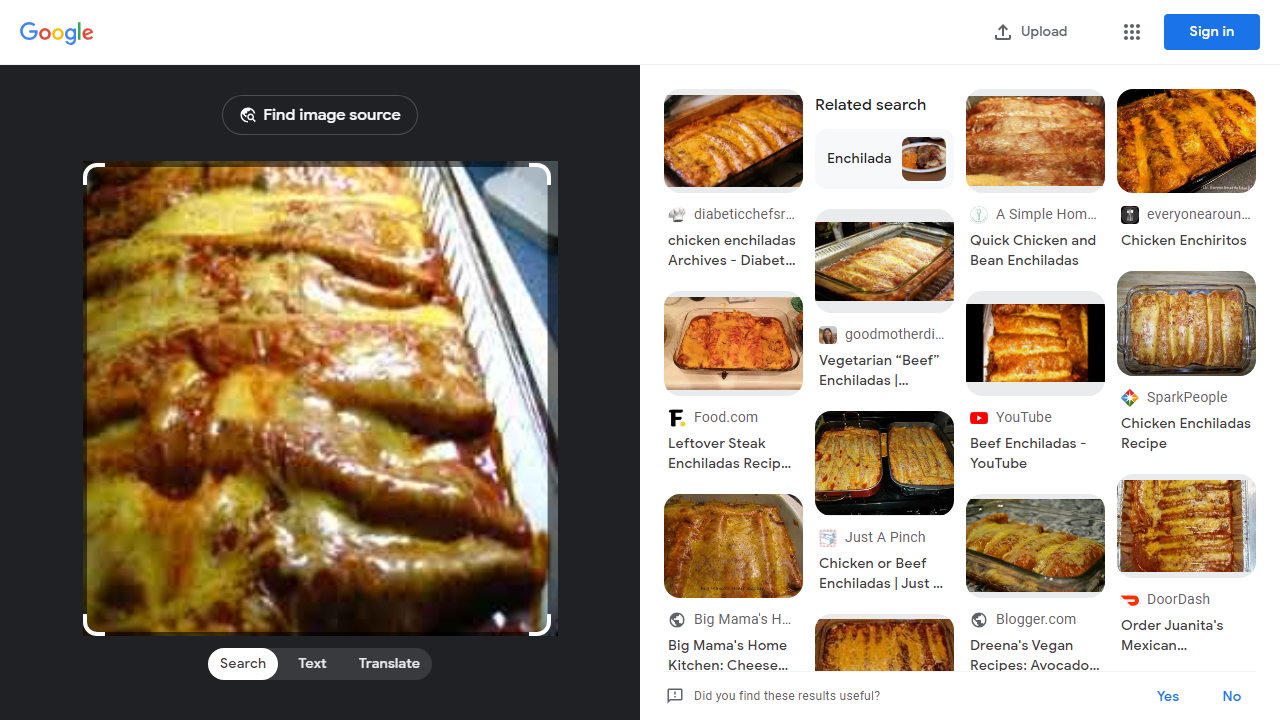 Google
Upload
Sign in
Find image source
Search
Text
Translate
diabeticchefsr...
chicken enchiladas
Archives - Diabet...
Food.com
Leftover Steak
Enchiladas Recip...
Big Mama's H...
Big Mama's Home
Kitchen: Cheese...
Related search
Enchilada
goodmotherdi...
Vegetarian “Beef”
Enchiladas |...
Just A Pinch
Chicken or Beef
Enchiladas | Just ...
A Simple Hom...
Quick Chicken and
Bean Enchiladas
YouTube
Beef Enchiladas -
YouTube
Blogger.com
Dreena's Vegan
Recipes: Avocado...
everyonearoun...
Chicken Enchiritos
SparkPeople
Chicken Enchiladas
Recipe
DoorDash
Order Juanita's
Mexican...
Did you find these results useful?
Yes
No